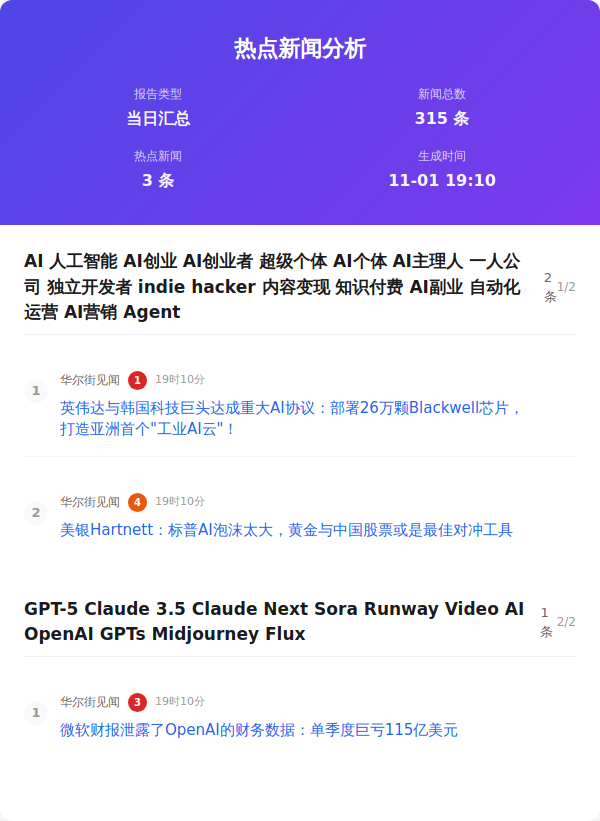 热点新闻分析
报告类型
当日汇总
新闻总数
315 条
热点新闻
3 条
生成时间
11-01 19:10
AI 人工智能 AI创业 AI创业者 超级个体 AI个体 AI主理人 一人公
司 独立开发者 indie hacker 内容变现 知识付费 AI副业 自动化
运营 AI营销 Agent
2
条
1/2
1
华尔街见闻 1 19时10分
英伟达与韩国科技巨头达成重大AI协议：部署26万颗Blackwell芯片，
打造亚洲首个"工业AI云"！
2
华尔街见闻 4 19时10分
美银Hartnett：标普AI泡沫太大，黄金与中国股票或是最佳对冲工具
GPT-5 Claude 3.5 Claude Next Sora Runway Video AI
OpenAI GPTs Midjourney Flux
1
条
2/2
1
华尔街见闻 3 19时10分
微软财报泄露了OpenAI的财务数据：单季度巨亏115亿美元